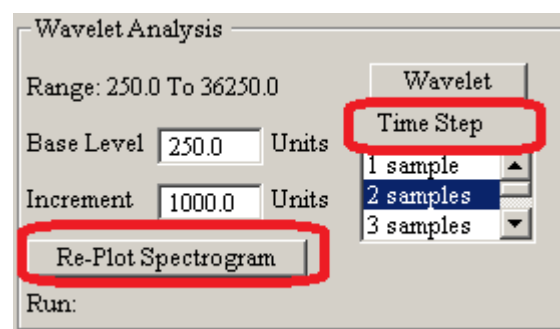 Wavelet Analysis
Range: 250.0 To 36250.0
Wavelet
Time Step
Base Level 250.0 Units
1 sample
2 samples
3 samples
Increment 1000.0 Units
Re-Plot Spectrogram
Run: